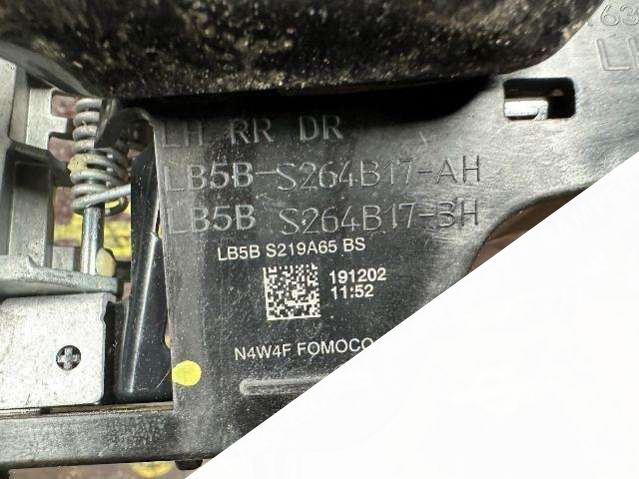 LH RR DR
LB5B-S264B17-AH
LB5B S264B17-BH
LB5B S219A65 BS
191202
11:52
N4W4F FOMOCO